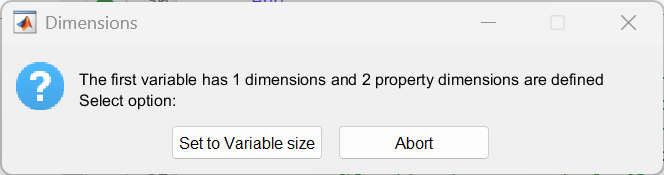 Dimensions
The first variable has 1 dimensions and 2 property dimensions are defined
Select option:
Set to Variable size
Abort